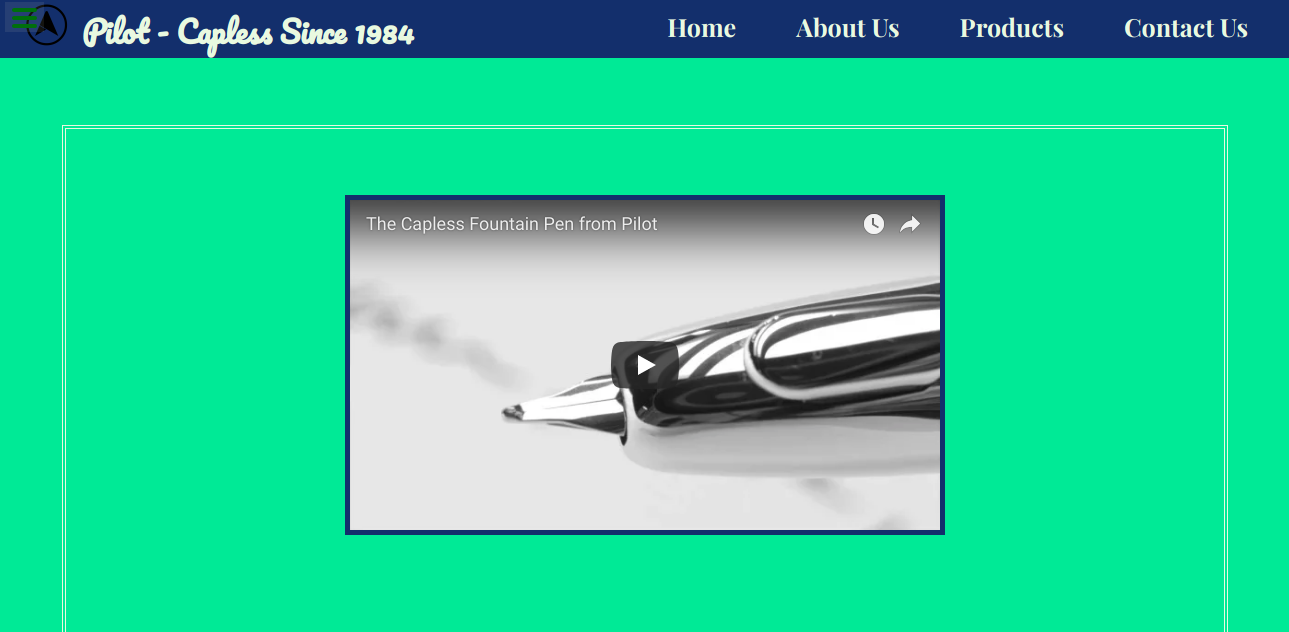 Pilot - Capless Since 1984
Home About Us Products Contact Us
The Capless Fountain Pen from Pilot